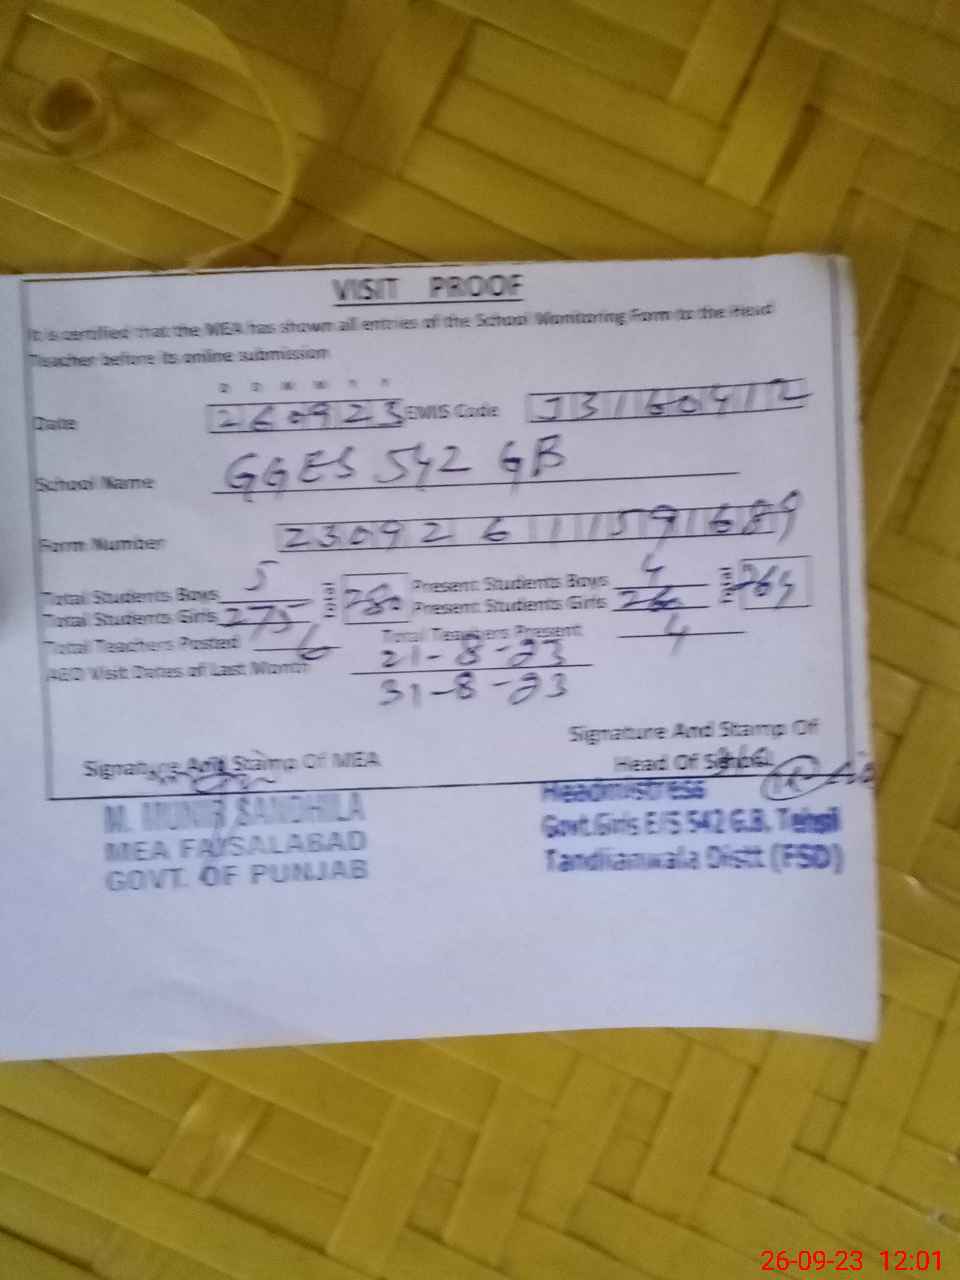 VISIT PROOF
It is certified that the MEA has shown all entries of the School Monitoring Form to the Head
Teacher before its online submission
D D M M Y Y
Date 260923 EMIS Code 33160412
School Name GGES 542 GB
Form Number
Total Students Boys 5 280 Present Students Boys 4 264
Total Students Girls 275 Present Students Girls 260
Total Teachers Posted 6 Total Teachers Present 4
AEO Visit Dates of Last Month 21-8-23
31-8-23
Signature And Stamp Of MEA
Signature And Stamp Of
Head Of School
M. MUNIR SANDHILA
MEA FAISALABAD
GOVT. OF PUNJAB
Headmistress
Govt.Girls E/S 542 G.B. Tehsil
Tandlianwala Distt (FSD)
26-09-23 12:01